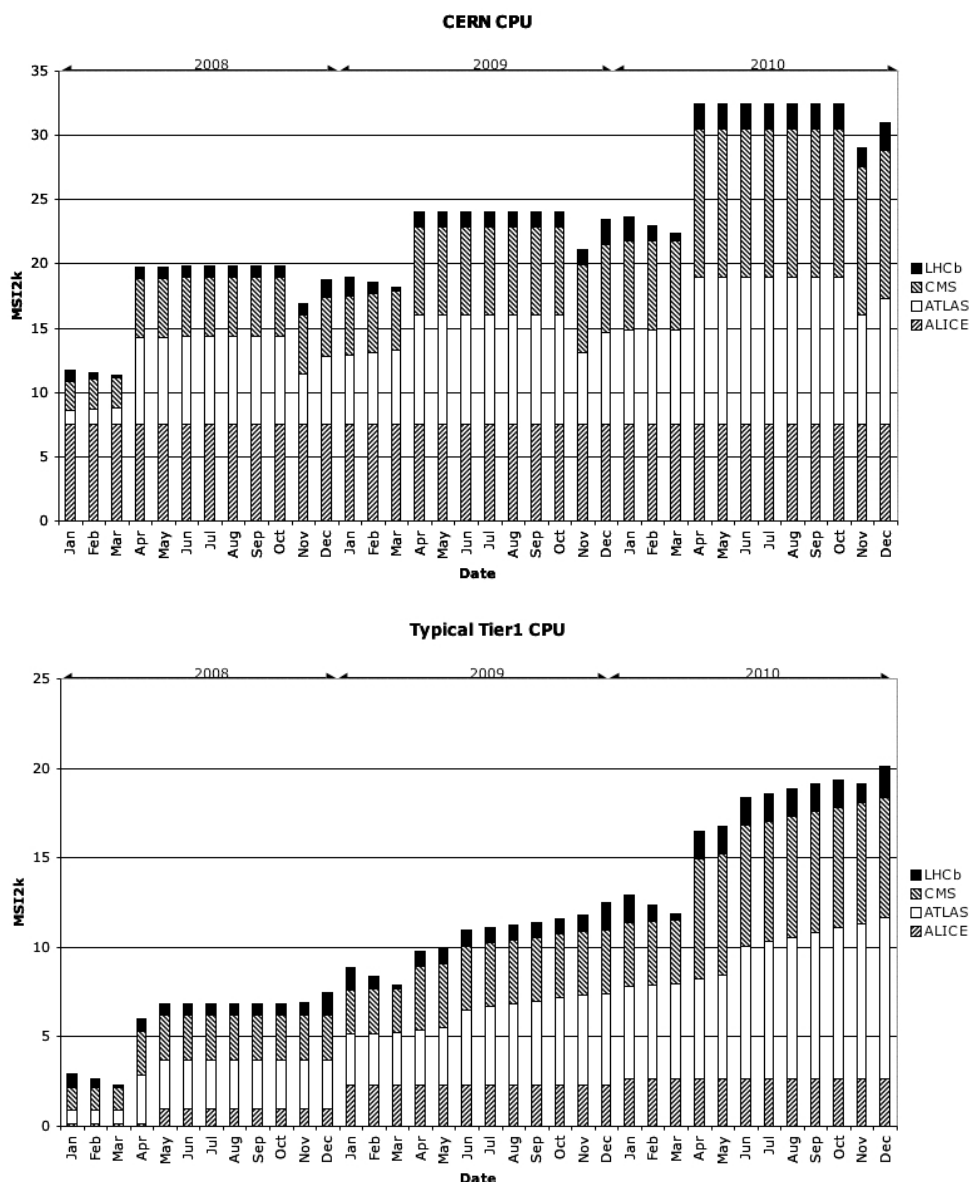 CERN CPU
2008 2009 2010
35
30
25
20
15
10
5
0
MSI2k
LHCb
CMS
ATLAS
ALICE
Jan Feb Mar Apr May Jun Jul Aug Sep Oct Nov Dec Jan Feb Mar Apr May Jun Jul Aug Sep Oct Nov Dec Jan Feb Mar Apr May Jun Jul Aug Sep Oct Nov Dec
Date
Typical Tier1 CPU
2008 2009 2010
25
20
15
10
5
0
MSI2k
LHCb
CMS
ATLAS
ALICE
Jan Feb Mar Apr May Jun Jul Aug Sep Oct Nov Dec Jan Feb Mar Apr May Jun Jul Aug Sep Oct Nov Dec Jan Feb Mar Apr May Jun Jul Aug Sep Oct Nov Dec
Date